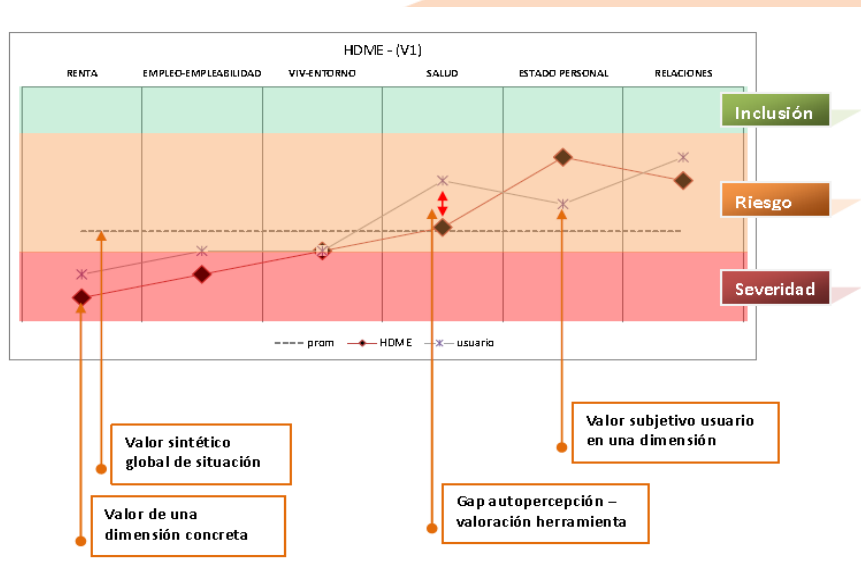 HDME - (V1)
RENTA EMPLEO-EMPLEABILIDAD VIV-ENTORNO SALUD ESTADO PERSONAL RELACIONES
Inclusión
Riesgo
Severidad
prom HDME usuario
Valor sintético
global de situación
Valor de una
dimensión concreta
Gap autopercepción –
valoración herramienta
Valor subjetivo usuario
en una dimensión